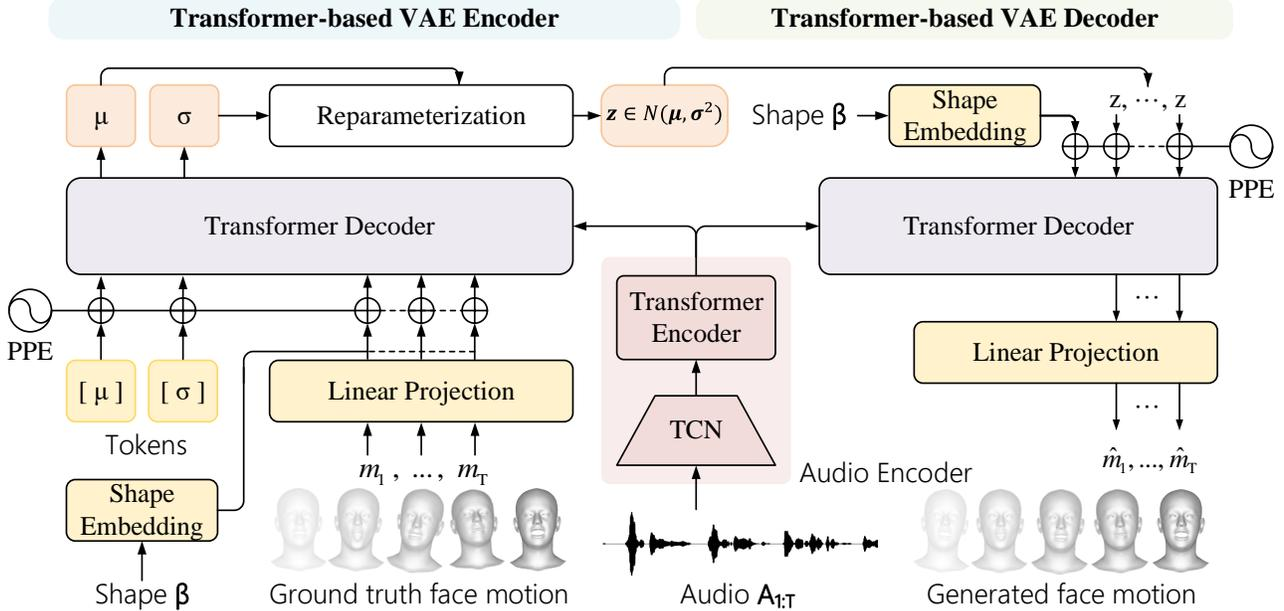 Transformer-based VAE Encoder
Transformer-based VAE Decoder
μ
σ
Reparameterization
z ∈ N(μ, σ²)
Shape β
Shape
Embedding
z, ⋯, z
PPE
Transformer Decoder
Transformer Decoder
PPE
[ μ ]
[ σ ]
Tokens
Linear Projection
m₁ , ..., m_T
Shape
Embedding
Shape β
Ground truth face motion
Transformer
Encoder
TCN
Audio Encoder
Audio A₁:T
...
Linear Projection
...
m̂₁, ..., m̂_T
Generated face motion